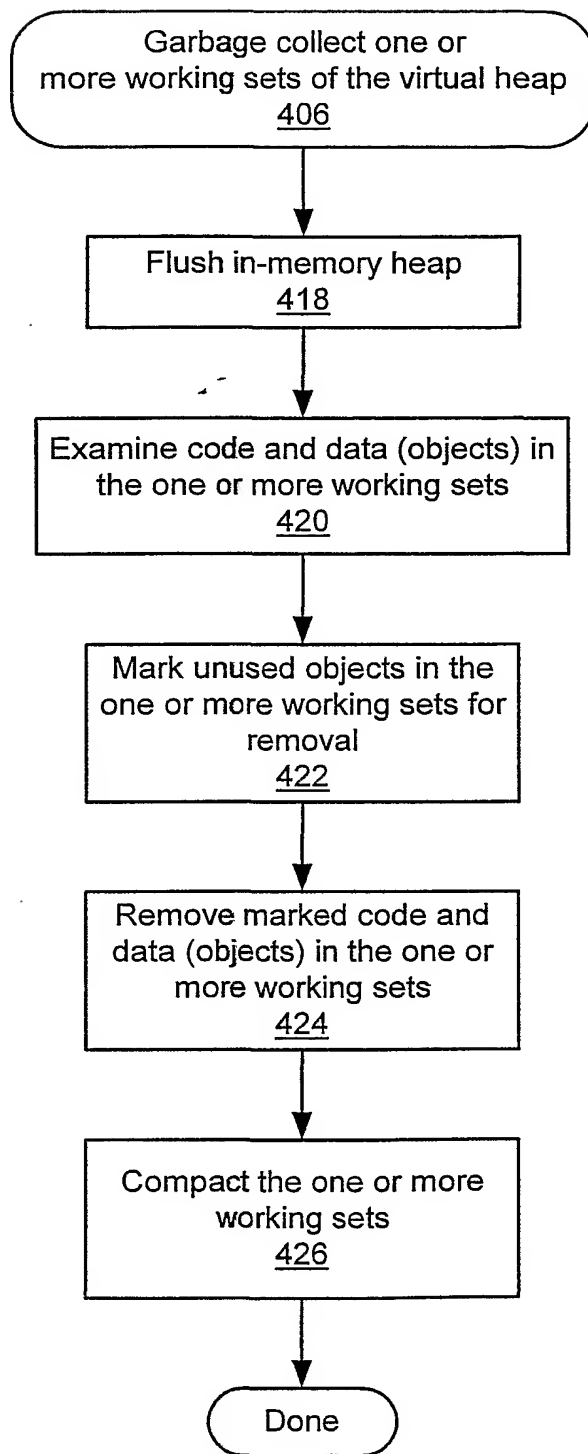 Garbage collect one or
more working sets of the virtual heap
406
Flush in-memory heap
418
Examine code and data (objects) in
the one or more working sets
420
Mark unused objects in the
one or more working sets for
removal
422
Remove marked code and
data (objects) in the one or
more working sets
424
Compact the one or more
working sets
426
Done